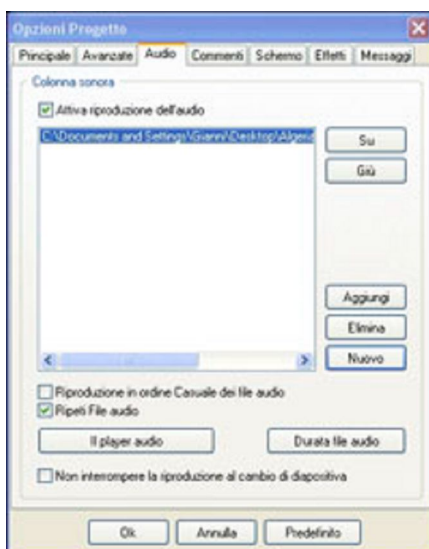 Opzioni Progetto
Principale Avanzate Audio Commenti Schermo Effetti Messaggi
Colonna sonora
Attiva riproduzione dell'audio
C:\Documents and Settings\Gianni\Desktop\Algeria
Su
Giù
Aggiungi
Elimina
Nuovo
Riproduzione in ordine Casuale dei file audio
Ripeti File audio
Il player audio Durata file audio
Non interrompere la riproduzione al cambio di diapositiva
Ok Annulla Predefinito